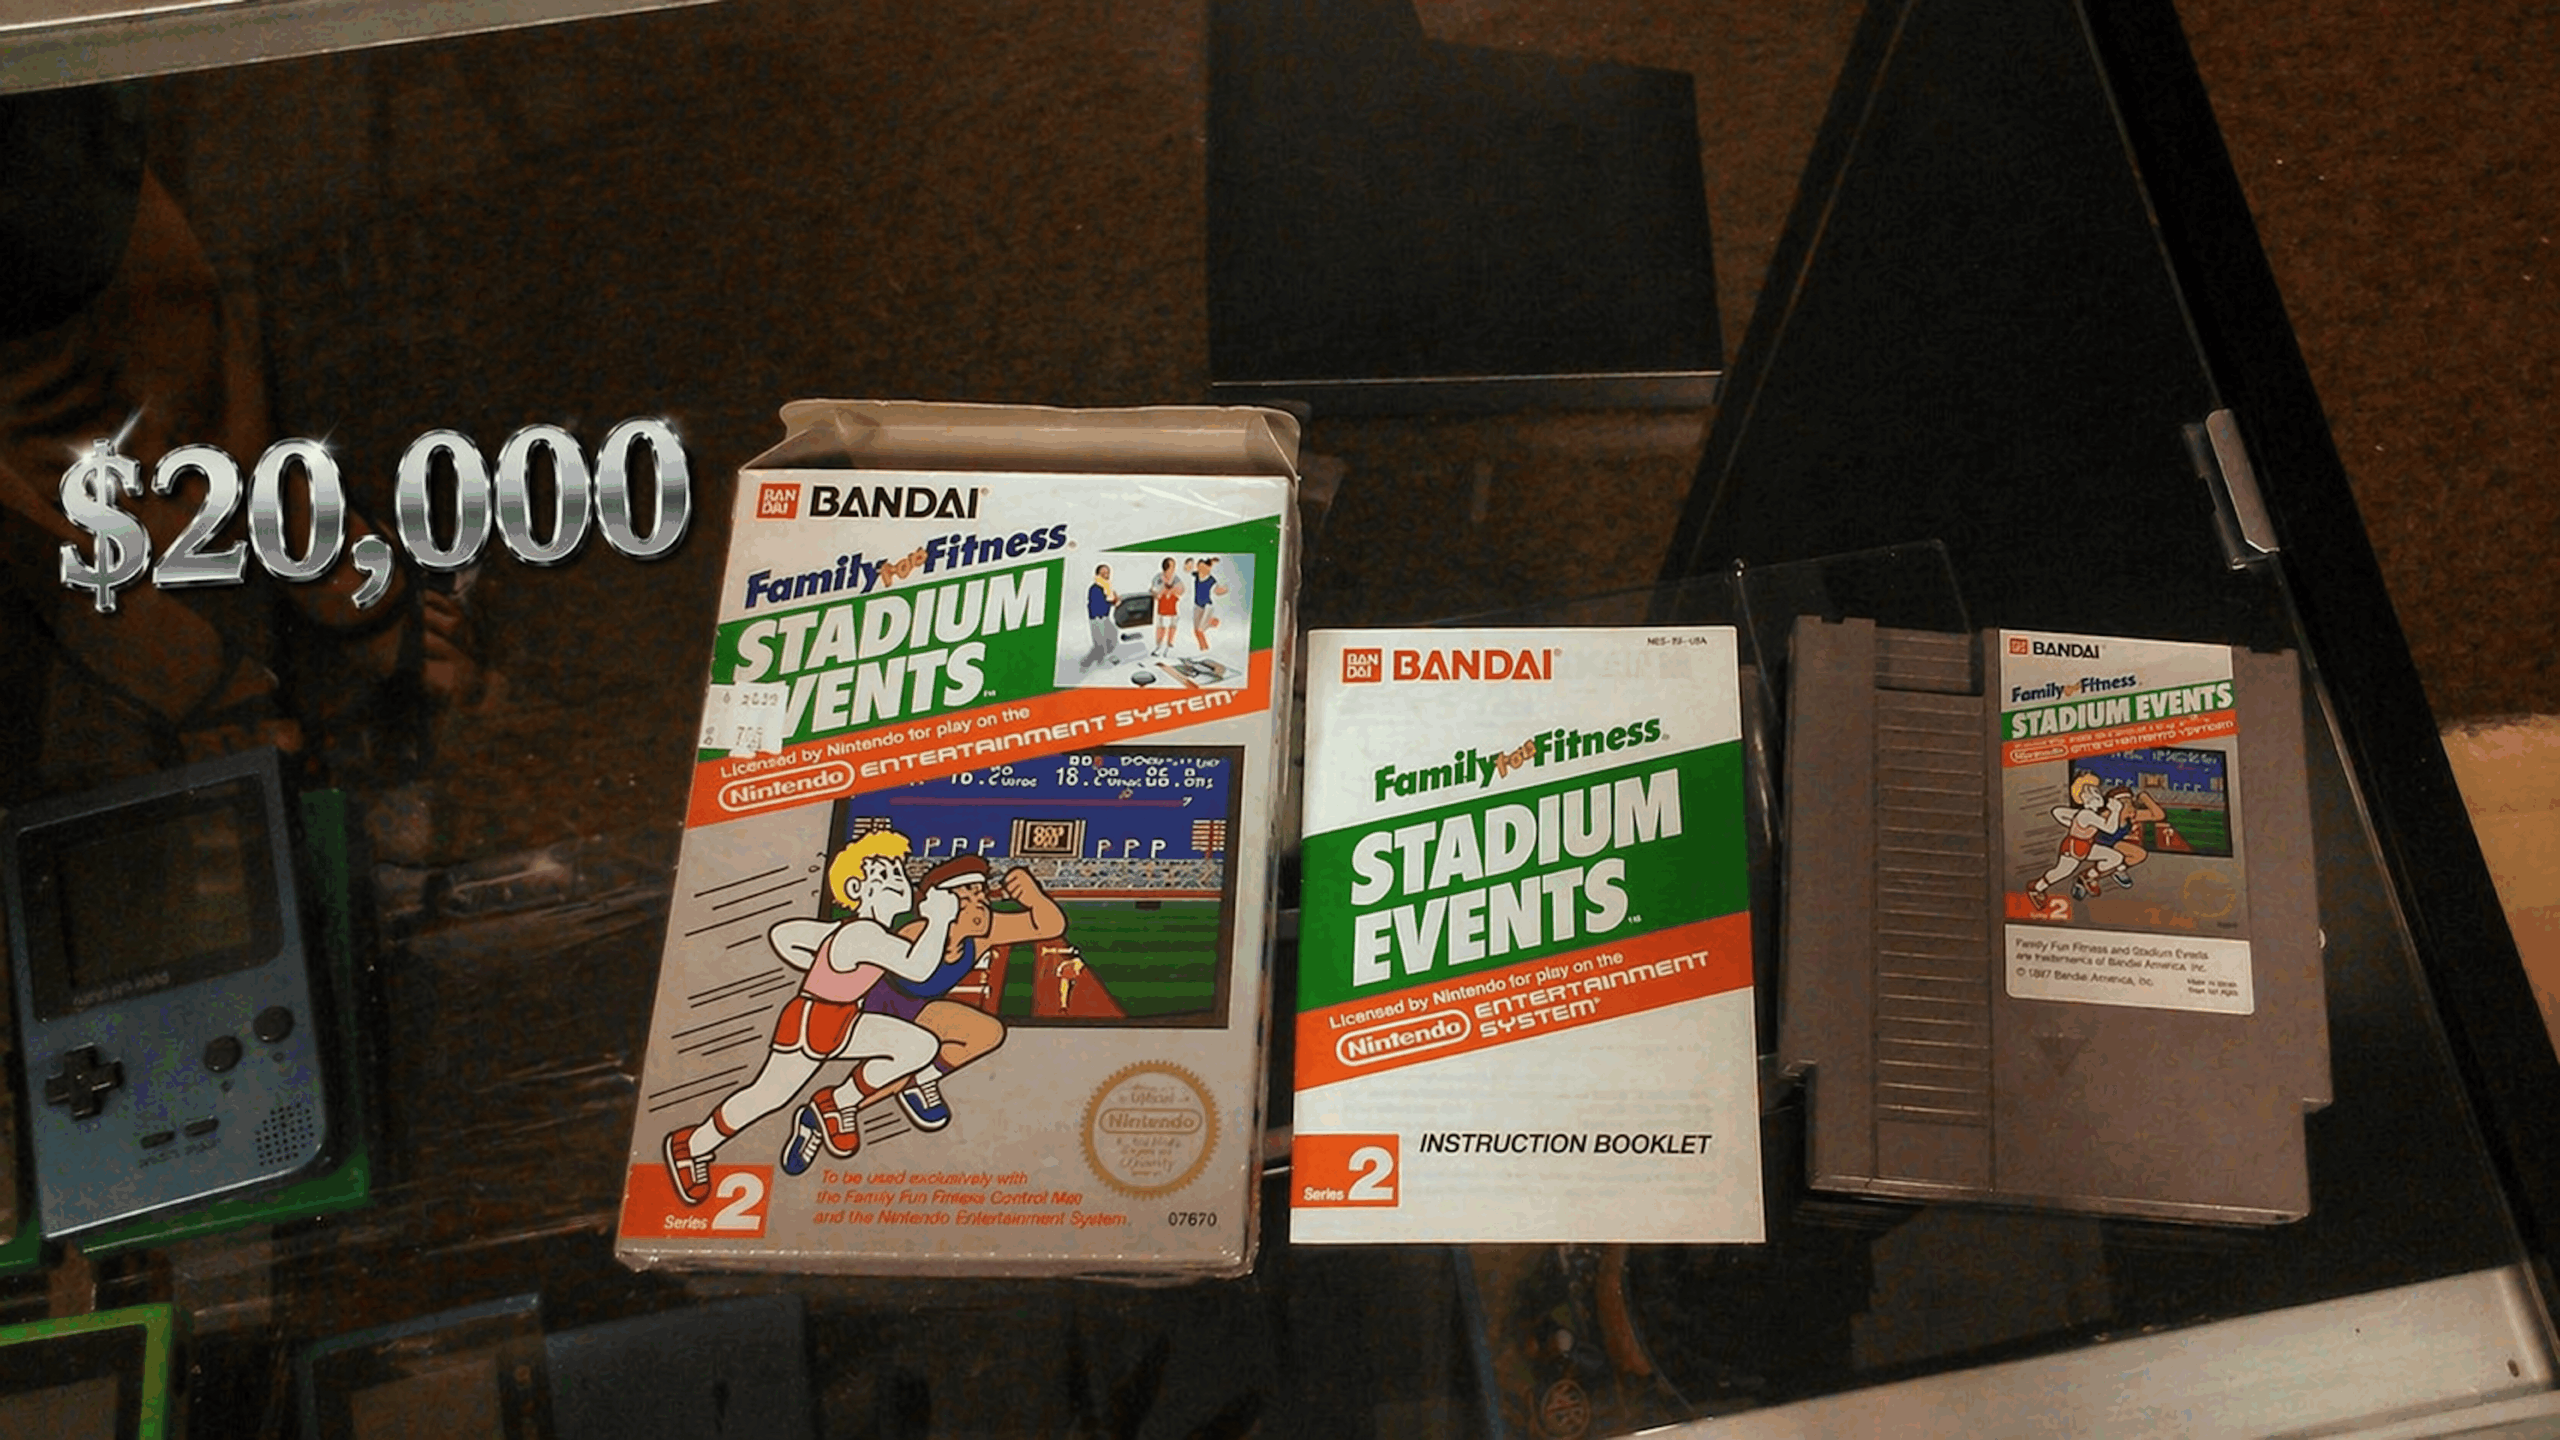 $20,000
BAN
DAI
BANDAI
Family Fun Fitness
STADIUM
EVENTS
Licensed by Nintendo for play on the
Nintendo ENTERTAINMENT SYSTEM
Official
Nintendo
Series 2
To be used exclusively with
the Family Fun Fitness Control Mat
and the Nintendo Entertainment System.
07670
BAN
DAI
BANDAI
Family Fun Fitness
STADIUM
EVENTS
Licensed by Nintendo for play on the
Nintendo ENTERTAINMENT
SYSTEM
INSTRUCTION BOOKLET
Series 2
BANDAI
Family Fun Fitness
STADIUM EVENTS
2
Family Fun Fitness and Stadium Events
are trademarks of Bandai America, Inc.
© 1987 Bandai America, Inc.